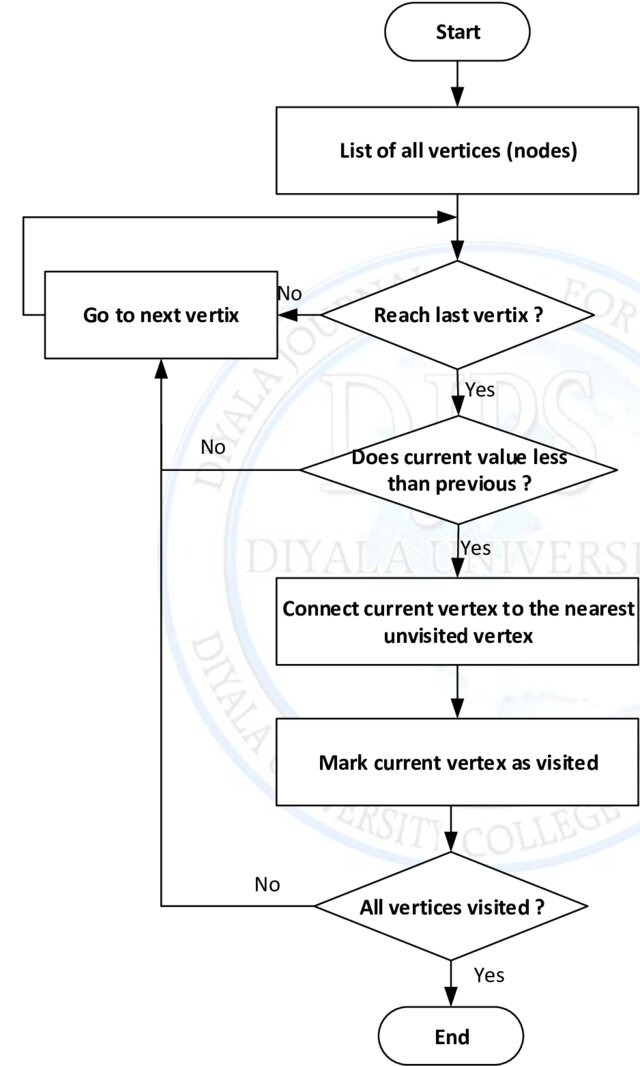 Start
List of all vertices (nodes)
No
Go to next vertix
Reach last vertix ?
Yes
No
Does current value less
than previous ?
Yes
Connect current vertex to the nearest
unvisited vertex
Mark current vertex as visited
No
All vertices visited ?
Yes
End
DIYALA JOURNAL
FOR
DJPS
DIYALA UNIVERSI
DIYALA
UNIVERSITY COLLEGE